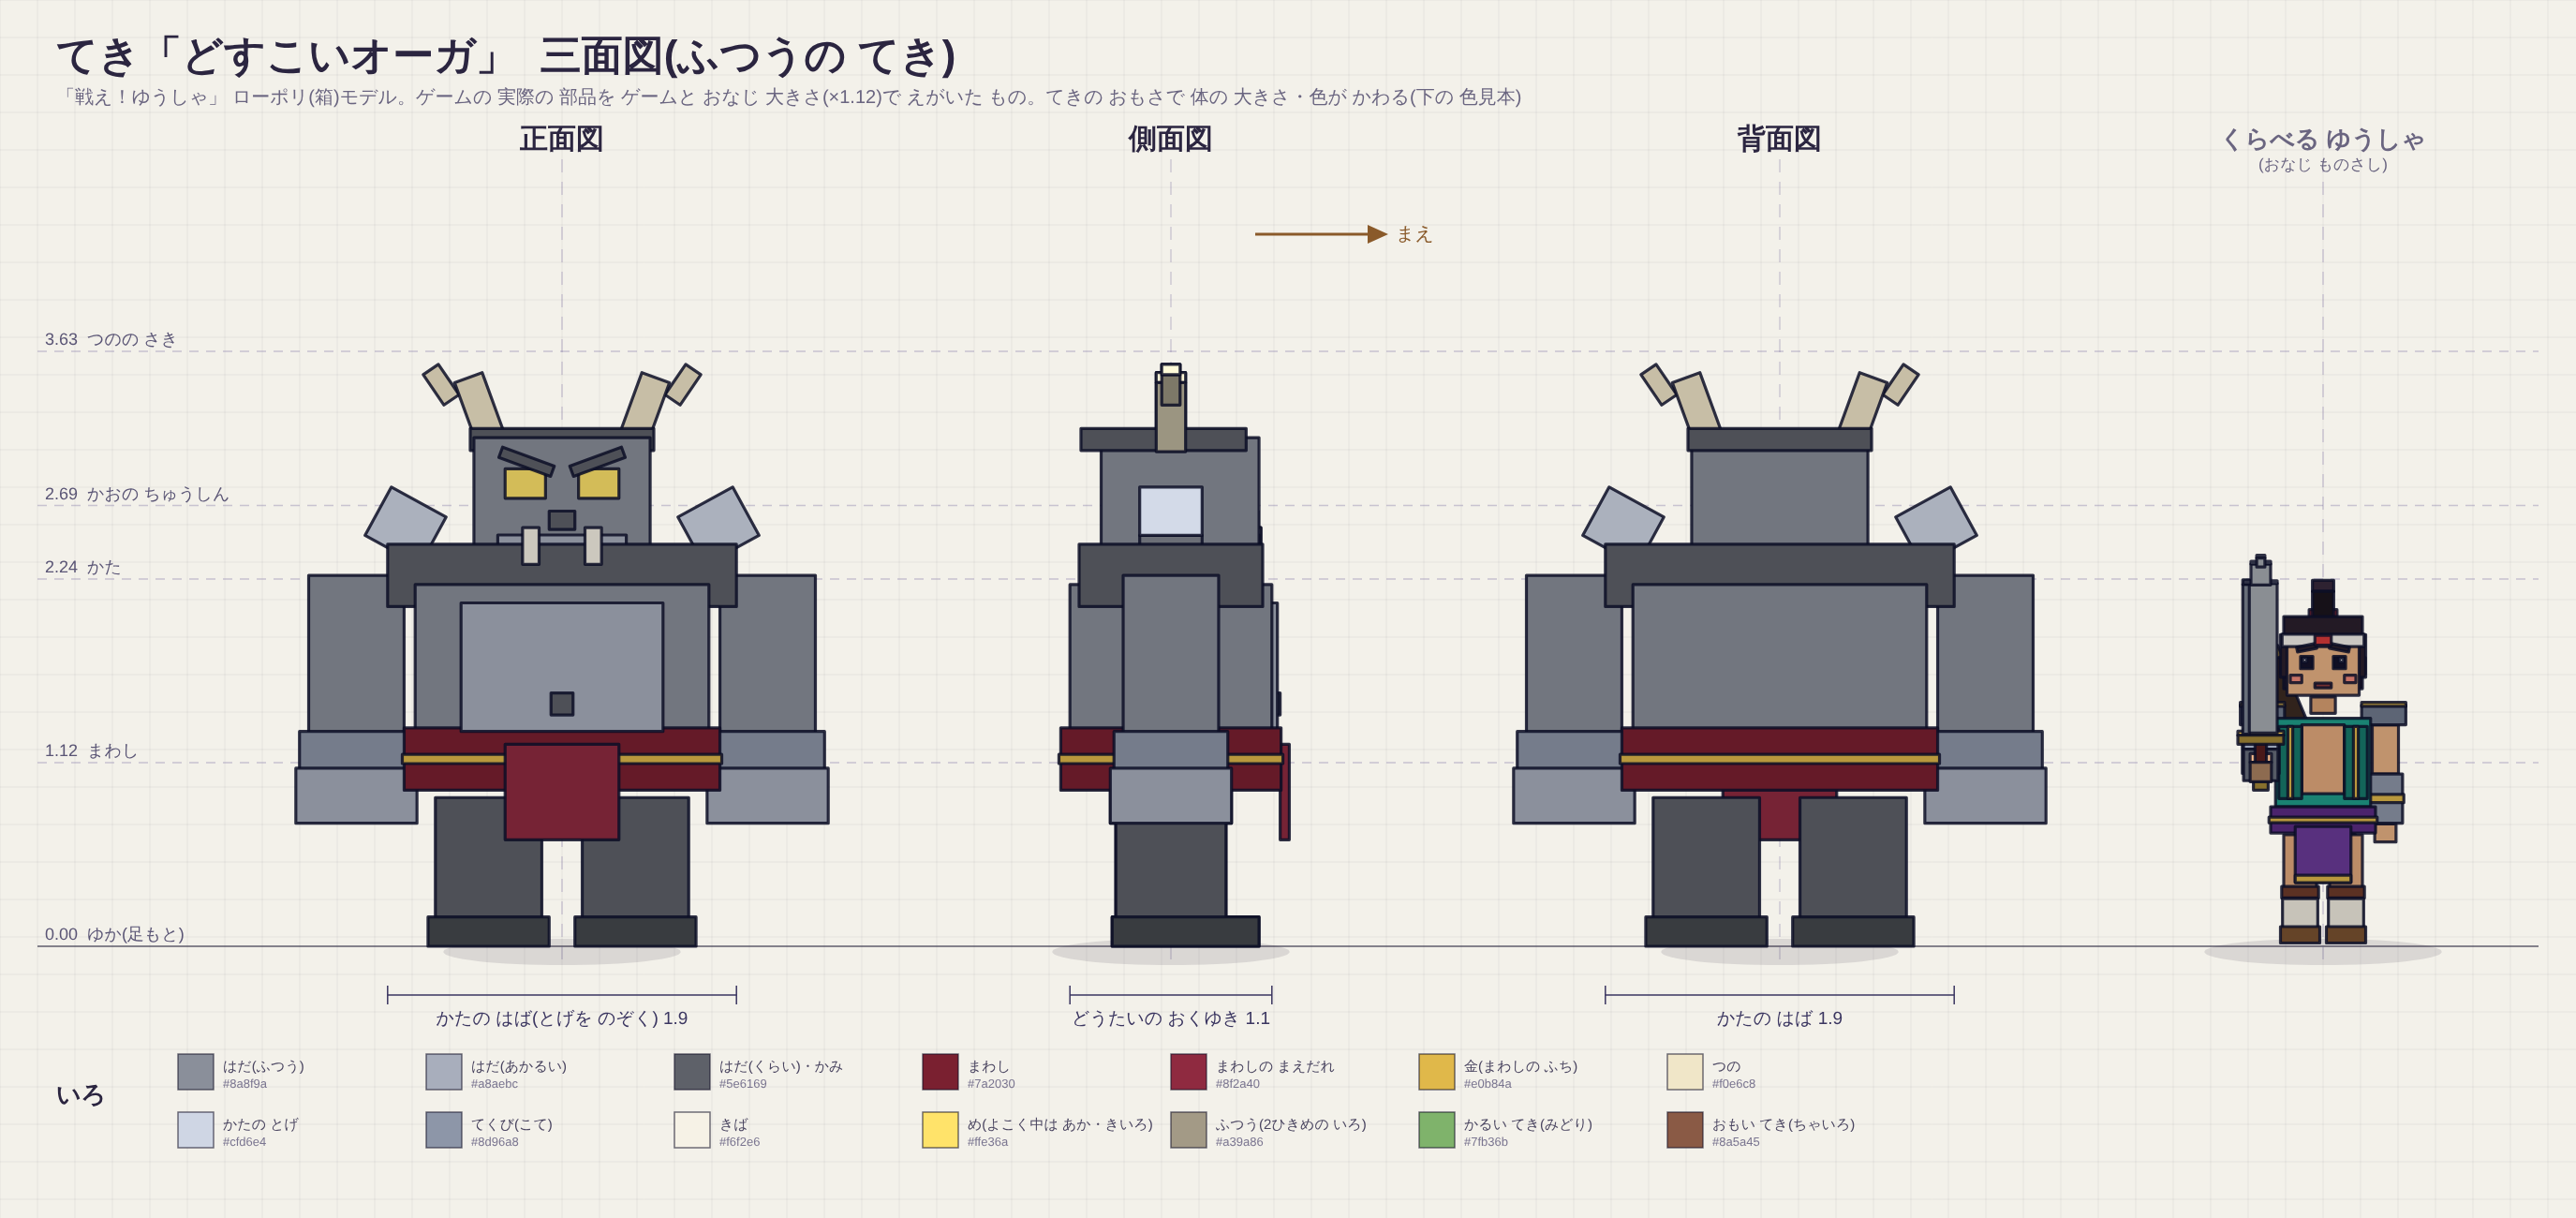 てき「どすこいオーガ」 三面図(ふつうの てき)
「戦え！ゆうしゃ」 ローポリ(箱)モデル。ゲームの 実際の 部品を ゲームと おなじ 大きさ(×1.12)で えがいた もの。てきの おもさで 体の 大きさ・色が かわる(下の 色見本)
正面図
側面図
背面図
くらべる ゆうしゃ
(おなじ ものさし)
まえ
3.63 つのの さき
2.69 かおの ちゅうしん
2.24 かた
1.12 まわし
0.00 ゆか(足もと)
かたの はば(とげを のぞく) 1.9
どうたいの おくゆき 1.1
かたの はば 1.9
いろ
はだ(ふつう)
#8a8f9a
はだ(あかるい)
#a8aebc
はだ(くらい)・かみ
#5e6169
まわし
#7a2030
まわしの まえだれ
#8f2a40
金(まわしの ふち)
#e0b84a
つの
#f0e6c8
かたの とげ
#cfd6e4
てくび(こて)
#8d96a8
きば
#f6f2e6
め(よこく中は あか・きいろ)
#ffe36a
ふつう(2ひきめの いろ)
#a39a86
かるい てき(みどり)
#7fb36b
おもい てき(ちゃいろ)
#8a5a45